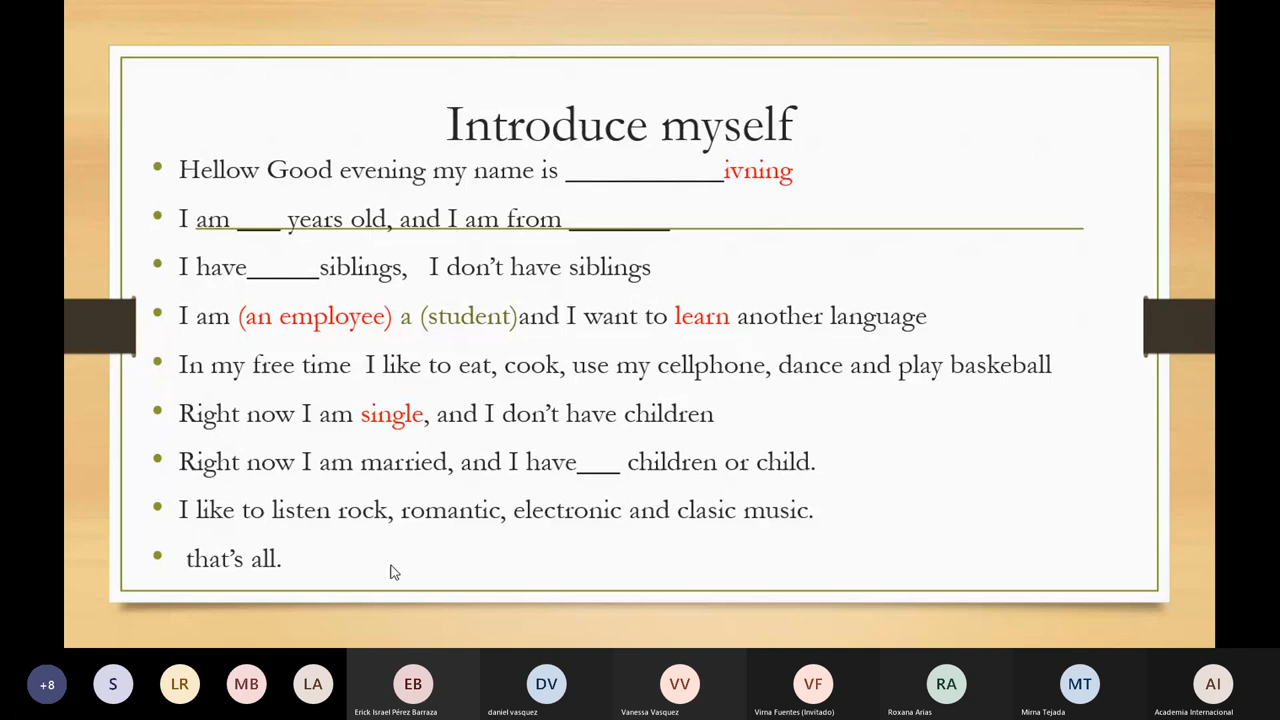 Introduce myself
Hellow Good evening my name is ____________ivning
I am ___ years old, and I am from ________
I have_____siblings, I don't have siblings
I am (an employee) a (student)and I want to learn another language
In my free time I like to eat, cook, use my cellphone, dance and play baskeball
Right now I am single, and I don't have children
Right now I am married, and I have___ children or child.
I like to listen rock, romantic, electronic and clasic music.
that's all.
+8 S LR MB LA EB DV VV VF RA MT AI
Erick Israel Pérez Barraza daniel vasquez Vanessa Vasquez Virna Fuentes (Invitado) Roxana Arias Mirna Tejada Academia Internacional